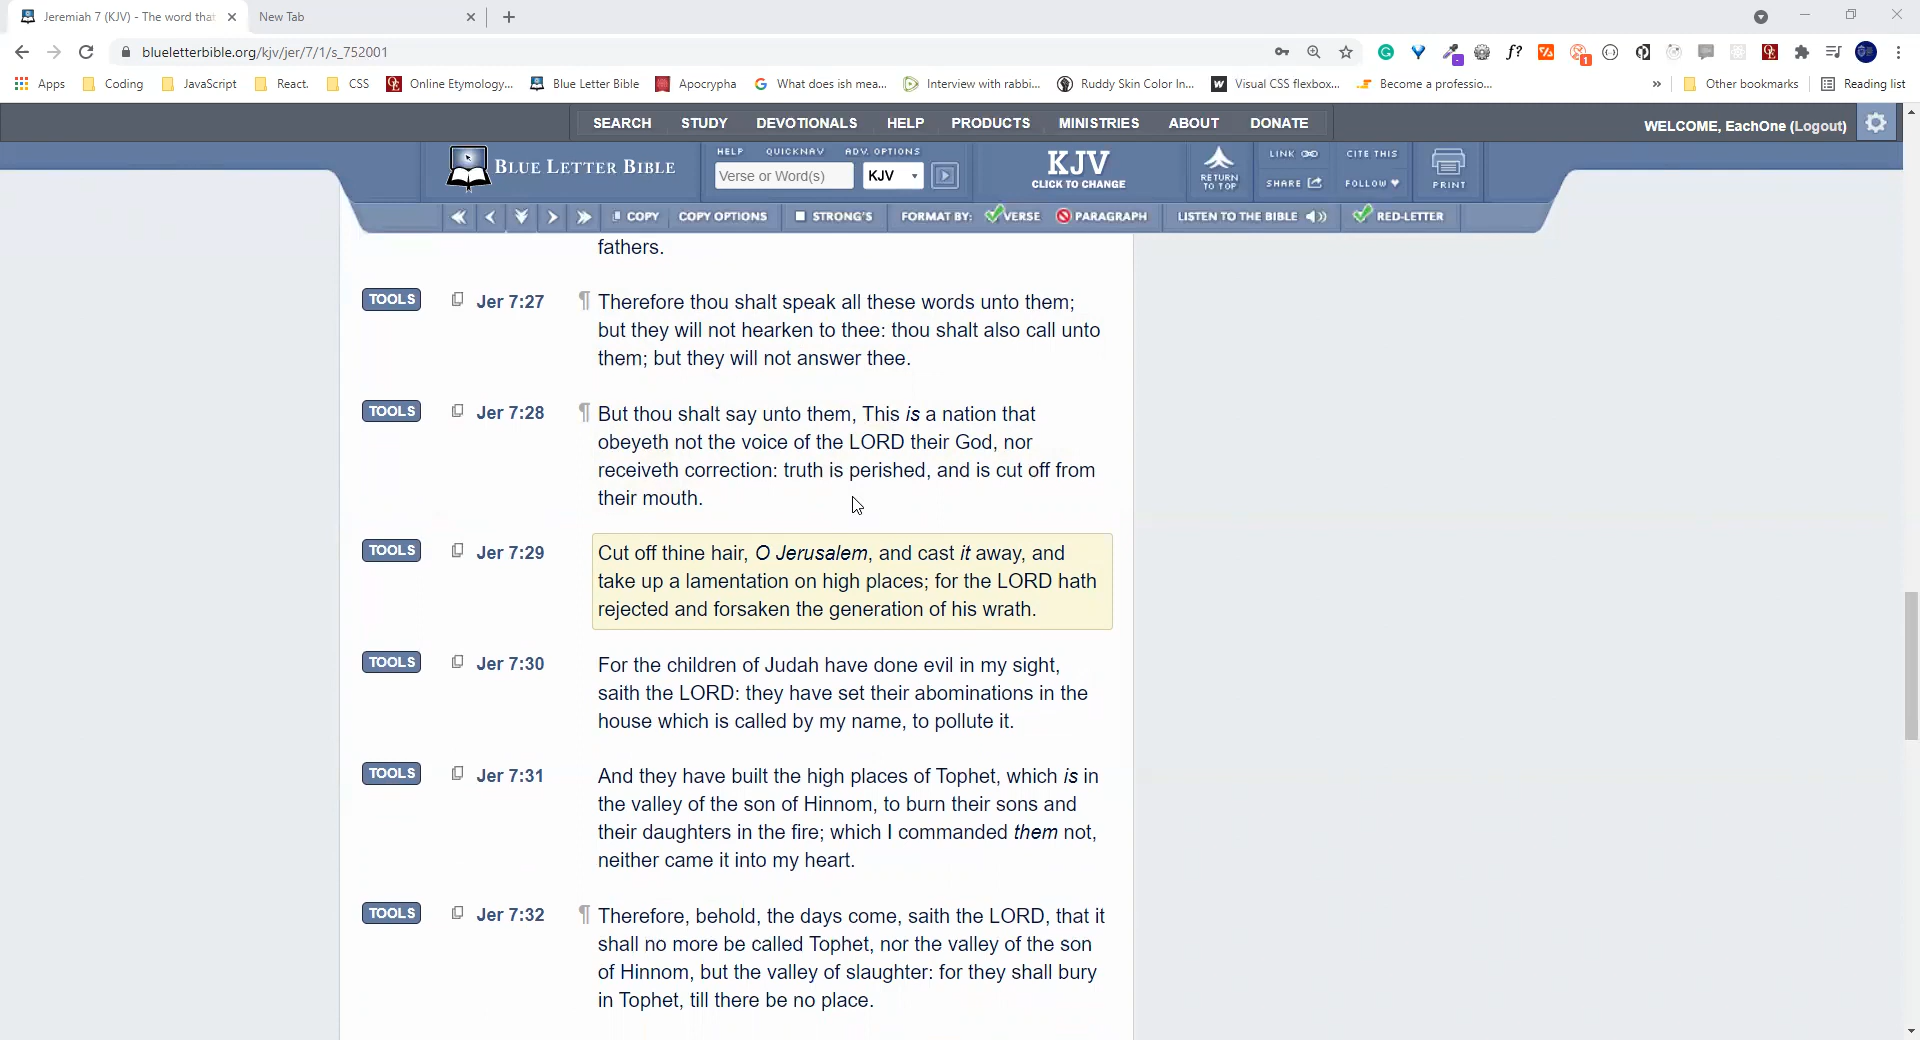 Jeremiah 7 (KJV) - The word that
New Tab
blueletterbible.org/kjv/jer/7/1/s_752001
Apps
Coding
JavaScript
React.
CSS
Online Etymology...
Blue Letter Bible
Apocrypha
What does ish mea...
Interview with rabbi...
Ruddy Skin Color In...
Visual CSS flexbox...
Become a professio...
»
Other bookmarks
Reading list
SEARCH
STUDY
DEVOTIONALS
HELP
PRODUCTS
MINISTRIES
ABOUT
DONATE
WELCOME, EachOne (Logout)
BLUE LETTER BIBLE
HELP
QUICKNAV
ADV. OPTIONS
Verse or Word(s)
KJV
KJV
CLICK TO CHANGE
RETURN
TO TOP
LINK
CITE THIS
SHARE
FOLLOW
PRINT
COPY
COPY OPTIONS
STRONG'S
FORMAT BY:
VERSE
PARAGRAPH
LISTEN TO THE BIBLE
RED-LETTER
fathers.
TOOLS
Jer 7:27
¶ Therefore thou shalt speak all these words unto them;
but they will not hearken to thee: thou shalt also call unto
them; but they will not answer thee.
TOOLS
Jer 7:28
¶ But thou shalt say unto them, This is a nation that
obeyeth not the voice of the LORD their God, nor
receiveth correction: truth is perished, and is cut off from
their mouth.
TOOLS
Jer 7:29
Cut off thine hair, O Jerusalem, and cast it away, and
take up a lamentation on high places; for the LORD hath
rejected and forsaken the generation of his wrath.
TOOLS
Jer 7:30
For the children of Judah have done evil in my sight,
saith the LORD: they have set their abominations in the
house which is called by my name, to pollute it.
TOOLS
Jer 7:31
And they have built the high places of Tophet, which is in
the valley of the son of Hinnom, to burn their sons and
their daughters in the fire; which I commanded them not,
neither came it into my heart.
TOOLS
Jer 7:32
¶ Therefore, behold, the days come, saith the LORD, that it
shall no more be called Tophet, nor the valley of the son
of Hinnom, but the valley of slaughter: for they shall bury
in Tophet, till there be no place.